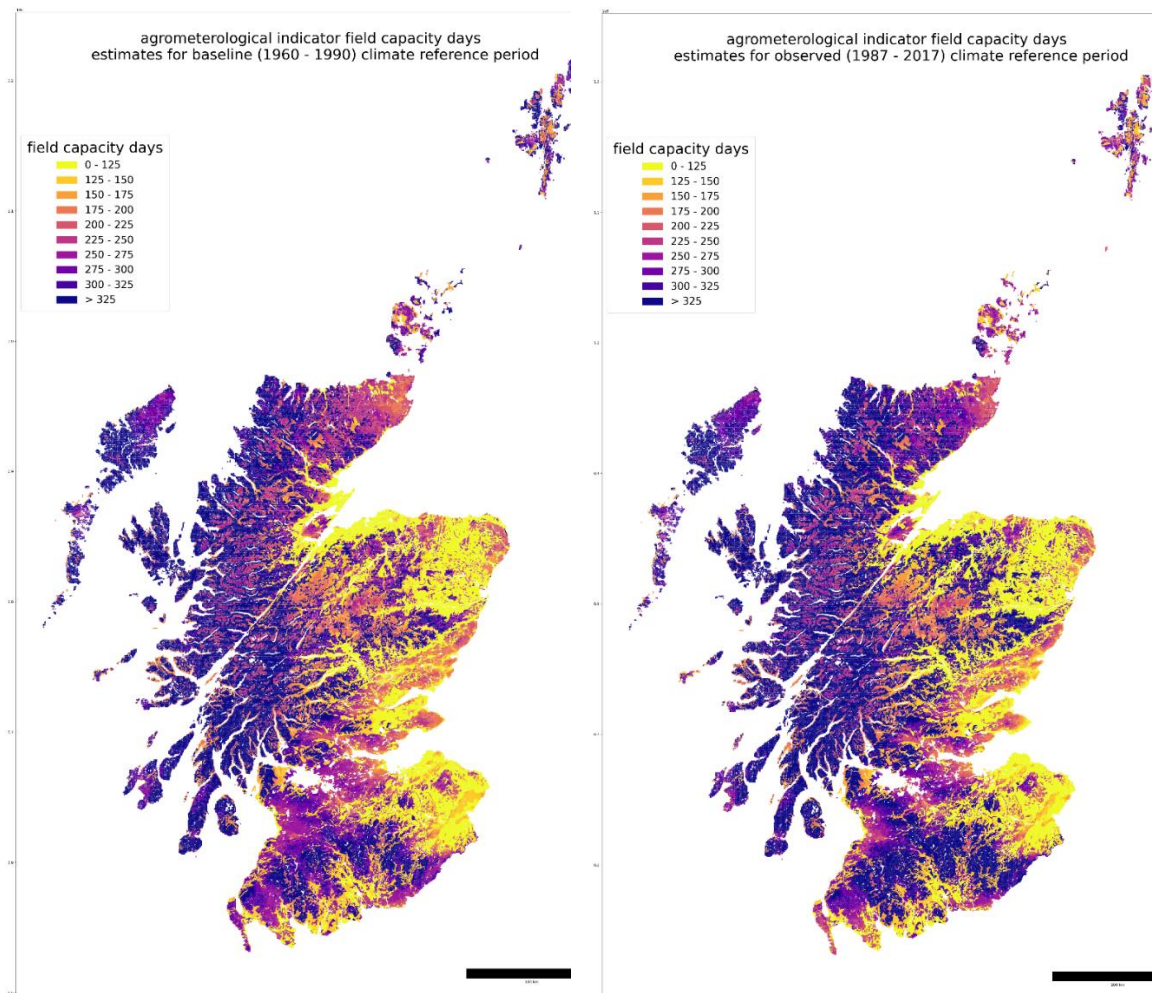 agrometerological indicator field capacity days
estimates for baseline (1960 - 1990) climate reference period
field capacity days
0 - 125
125 - 150
150 - 175
175 - 200
200 - 225
225 - 250
250 - 275
275 - 300
300 - 325
> 325
agrometerological indicator field capacity days
estimates for observed (1987 - 2017) climate reference period
field capacity days
0 - 125
125 - 150
150 - 175
175 - 200
200 - 225
225 - 250
250 - 275
275 - 300
300 - 325
> 325